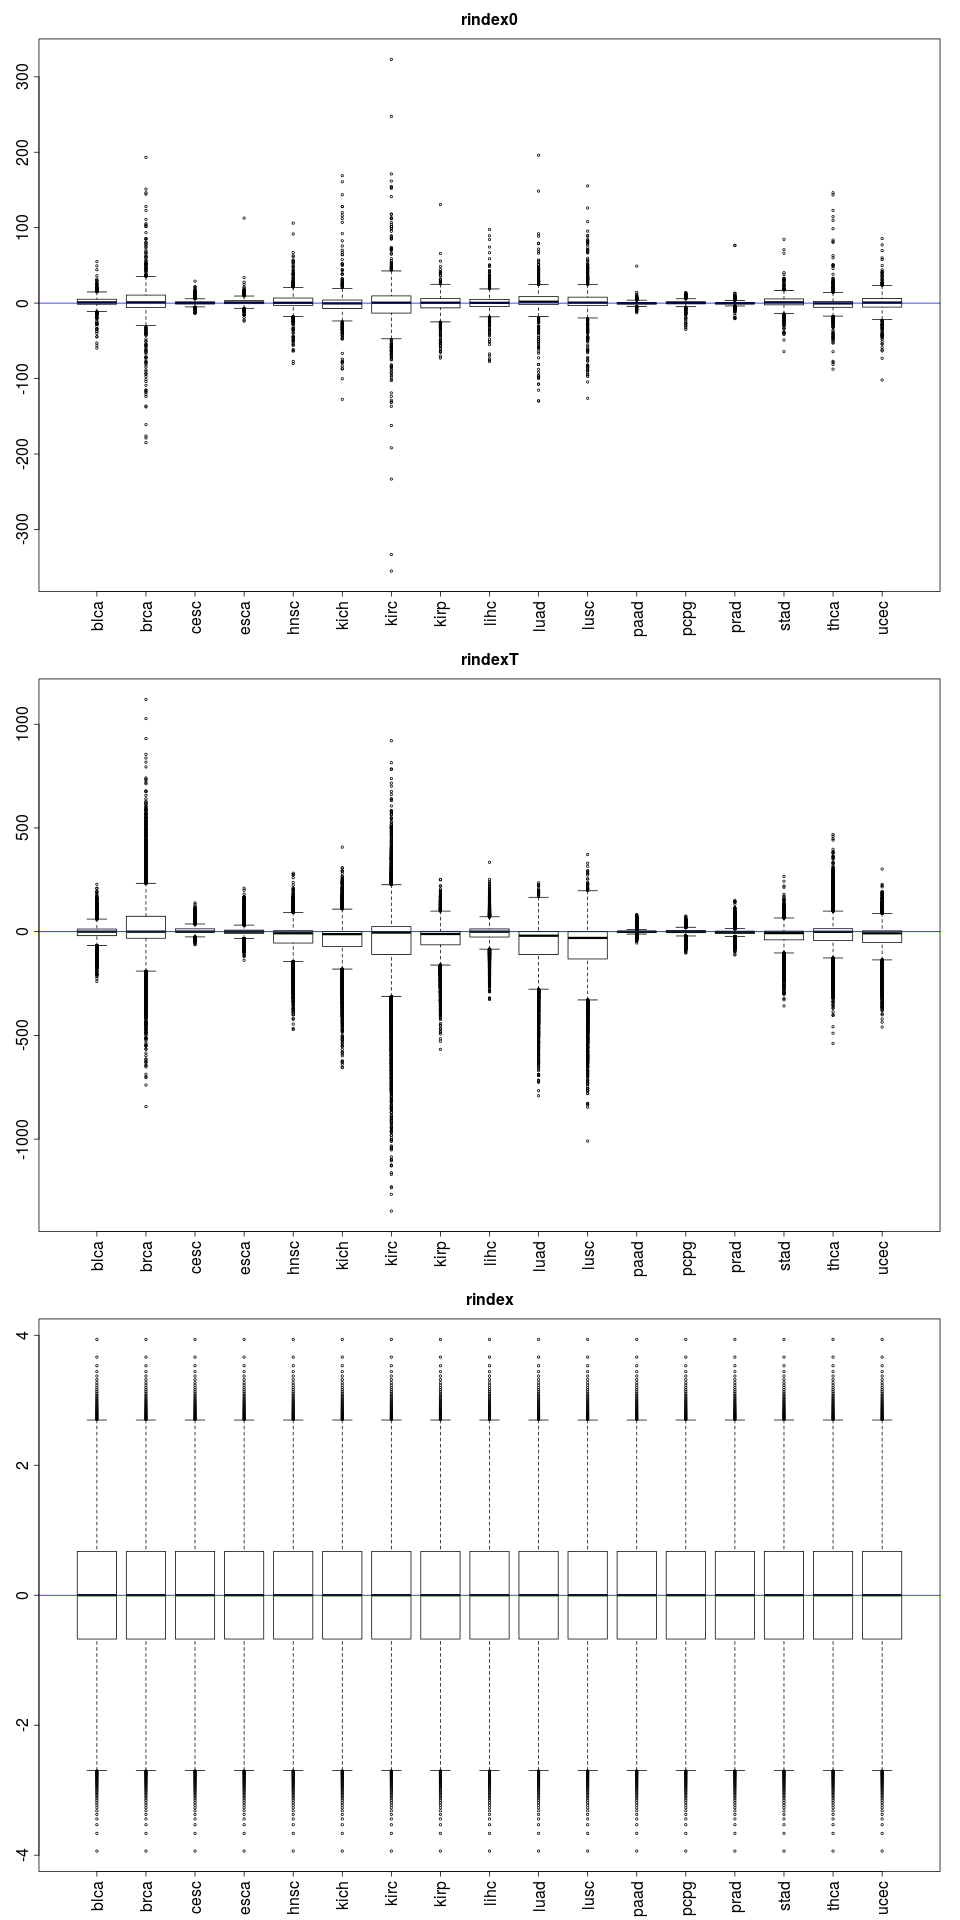 rindex0
300
200
100
0
-100
-200
-300
blca brca cesc esca hnsc kich kirc kirp lihc luad lusc paad pcpg prad stad thca ucec
rindexT
1000
500
0
-500
-1000
blca brca cesc esca hnsc kich kirc kirp lihc luad lusc paad pcpg prad stad thca ucec
rindex
4
2
0
-2
-4
blca brca cesc esca hnsc kich kirc kirp lihc luad lusc paad pcpg prad stad thca ucec